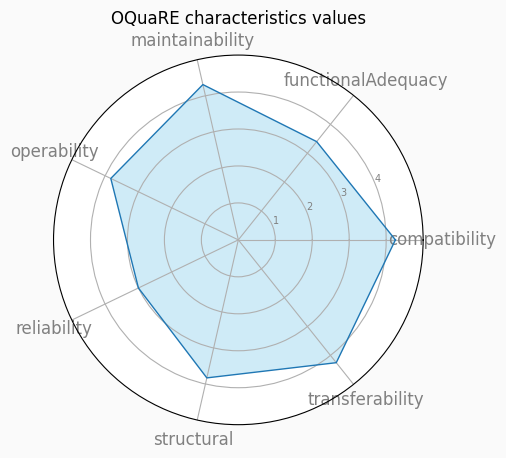 OQuaRE characteristics values
maintainability
functionalAdequacy
operability
4
3
2
1
compatibility
reliability
transferability
structural